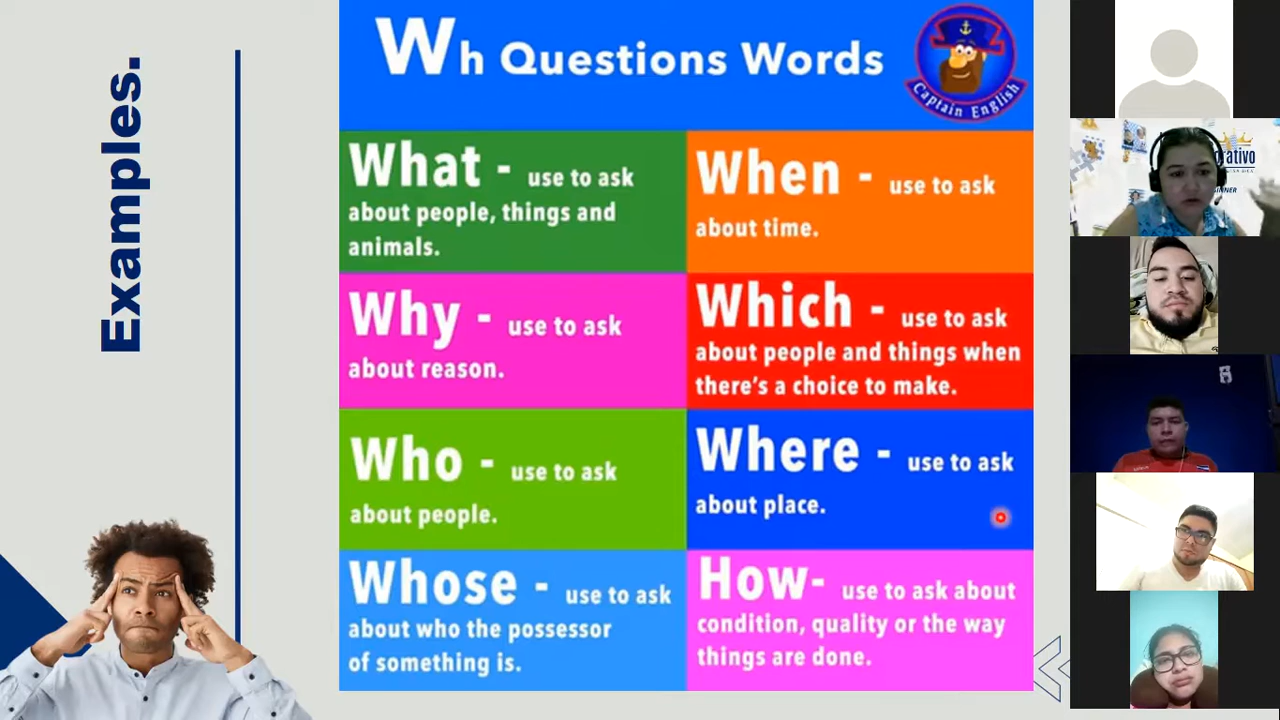 Examples.
Wh Questions Words
Captain English
What - use to ask
about people, things and
animals.
When - use to ask
about time.
Why - use to ask
about reason.
Which - use to ask
about people and things when
there's a choice to make.
Who - use to ask
about people.
Where - use to ask
about place.
Whose - use to ask
about who the possessor
of something is.
How- use to ask about
condition, quality or the way
things are done.